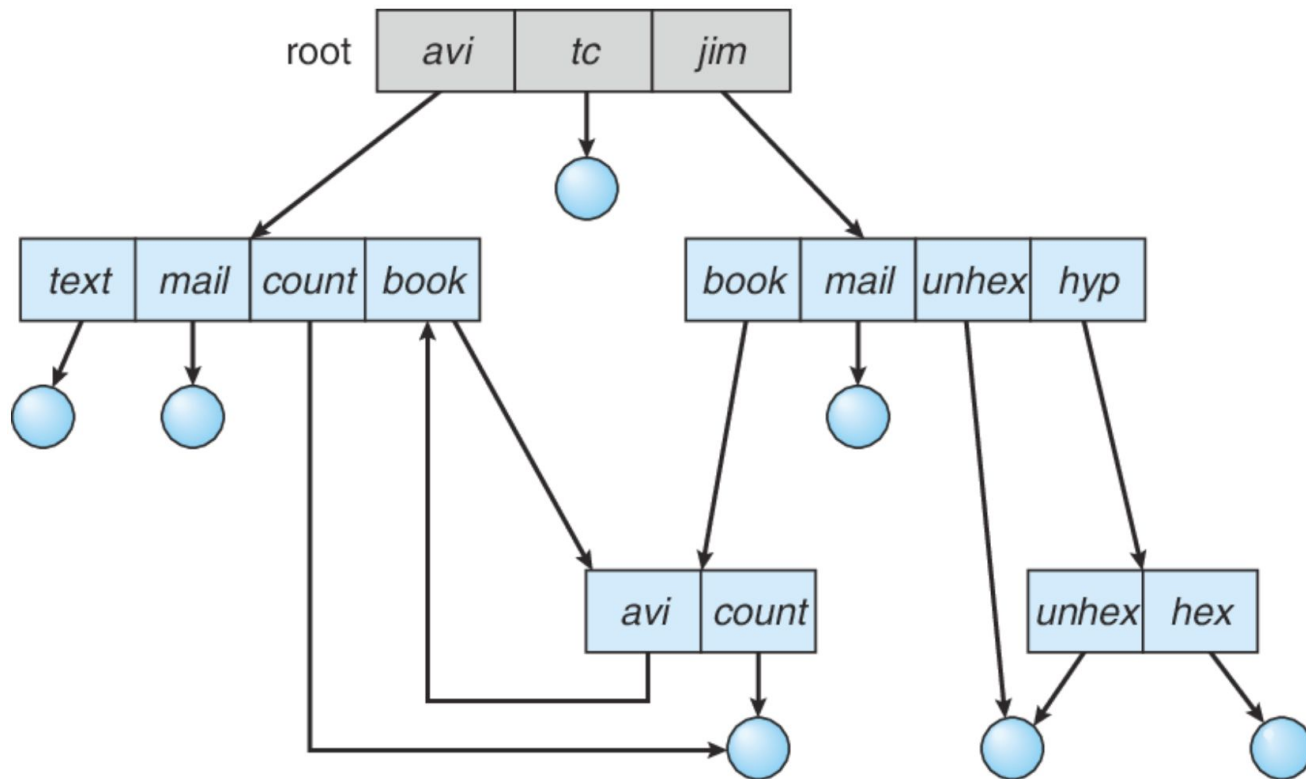 root avi tc jim
text mail count book book mail unhex hyp
avi count unhex hex